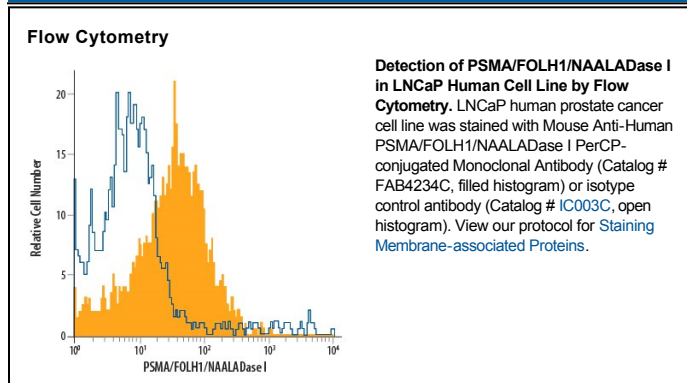 Flow Cytometry
Detection of PSMA/FOLH1/NAALADase I
in LNCaP Human Cell Line by Flow
Cytometry. LNCaP human prostate cancer
cell line was stained with Mouse Anti-Human
PSMA/FOLH1/NAALADase I PerCP-
conjugated Monoclonal Antibody (Catalog #
FAB4234C, filled histogram) or isotype
control antibody (Catalog # IC003C, open
histogram). View our protocol for Staining
Membrane-associated Proteins.
Relative Cell Number
20
15
10
5
0
10⁰ 10¹ 10² 10³ 10⁴
PSMA/FOLH1/NAALADase I